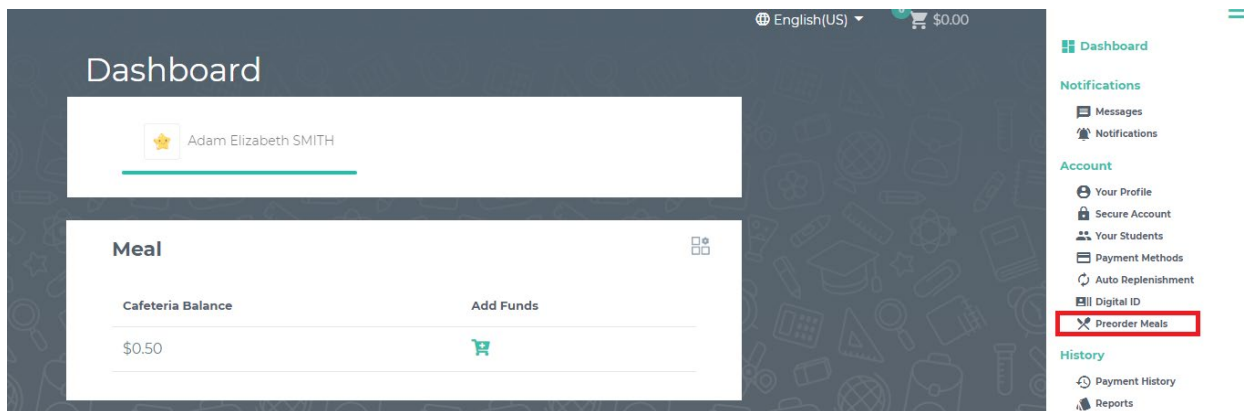 English(US) $0.00
Dashboard
Adam Elizabeth SMITH
Meal
Cafeteria Balance Add Funds
$0.50
Dashboard
Notifications
Messages
Notifications
Account
Your Profile
Secure Account
Your Students
Payment Methods
Auto Replenishment
Digital ID
Preorder Meals
History
Payment History
Reports